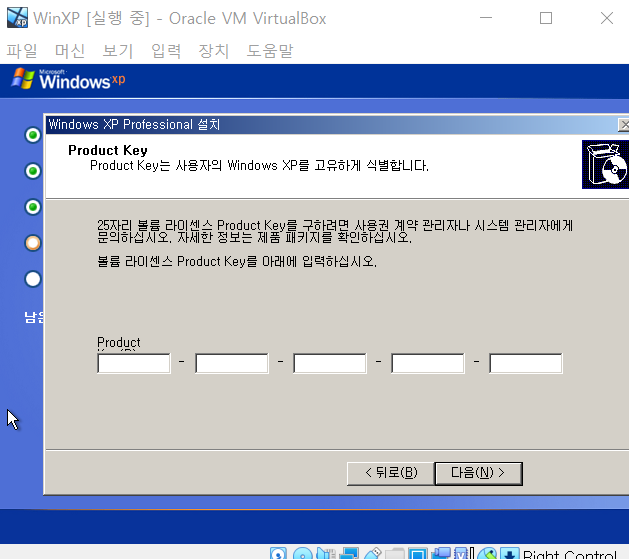 WinXP [실행 중] - Oracle VM VirtualBox
파일 머신 보기 입력 장치 도움말
Microsoft
Windows xp
Windows XP Professional 설치
Product Key
Product Key는 사용자의 Windows XP를 고유하게 식별합니다.
25자리 볼륨 라이센스 Product Key를 구하려면 사용권 계약 관리자나 시스템 관리자에게
문의하십시오. 자세한 정보는 제품 패키지를 확인하십시오.
볼륨 라이센스 Product Key를 아래에 입력하십시오.
남은
Product
- - - -
< 뒤로(B) 다음(N) >
Right Control